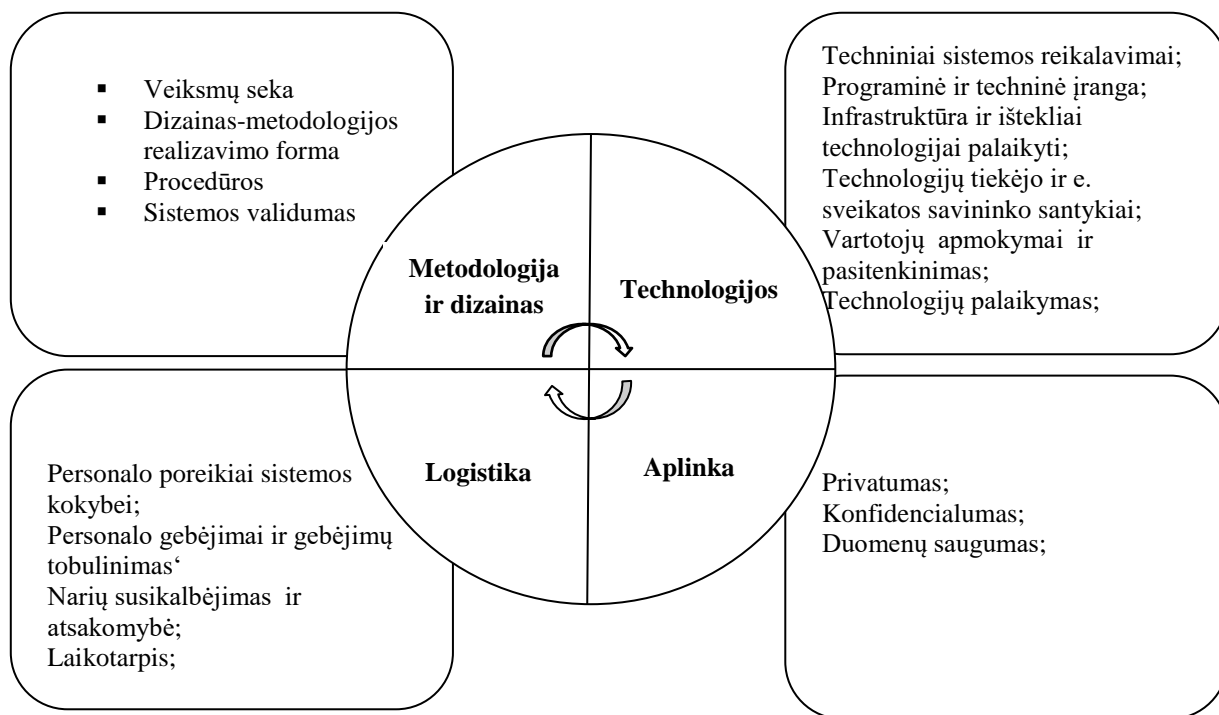 ▪ Veiksmų seka
▪ Dizainas-metodologijos
realizavimo forma
▪ Procedūros
▪ Sistemos validumas
Techniniai sistemos reikalavimai;
Programinė ir techninė įranga;
Infrastruktūra ir ištekliai
technologijai palaikyti;
Technologijų tiekėjo ir e.
sveikatos savininko santykiai;
Vartotojų apmokymai ir
pasitenkinimas;
Technologijų palaikymas;
Metodologija
ir dizainas
Technologijos
Logistika
Aplinka
Personalo poreikiai sistemos
kokybei;
Personalo gebėjimai ir gebėjimų
tobulinimas‘
Narių susikalbėjimas ir
atsakomybė;
Laikotarpis;
Privatumas;
Konfidencialumas;
Duomenų saugumas;